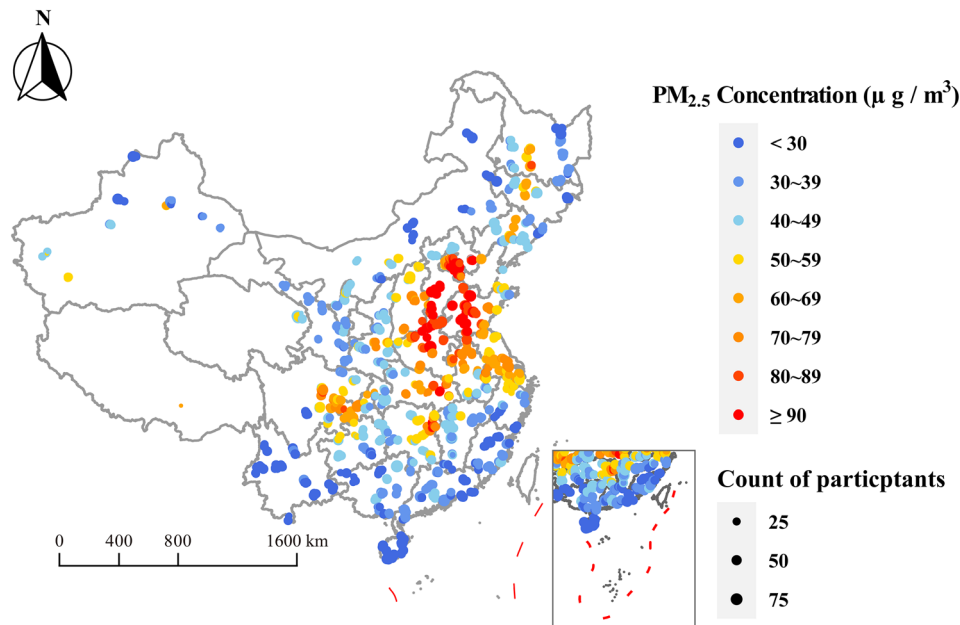 N
PM2.5 Concentration (μ g / m3)
< 30
30~39
40~49
50~59
60~69
70~79
80~89
≥ 90
Count of particptants
25
50
75
0 400 800 1600 km